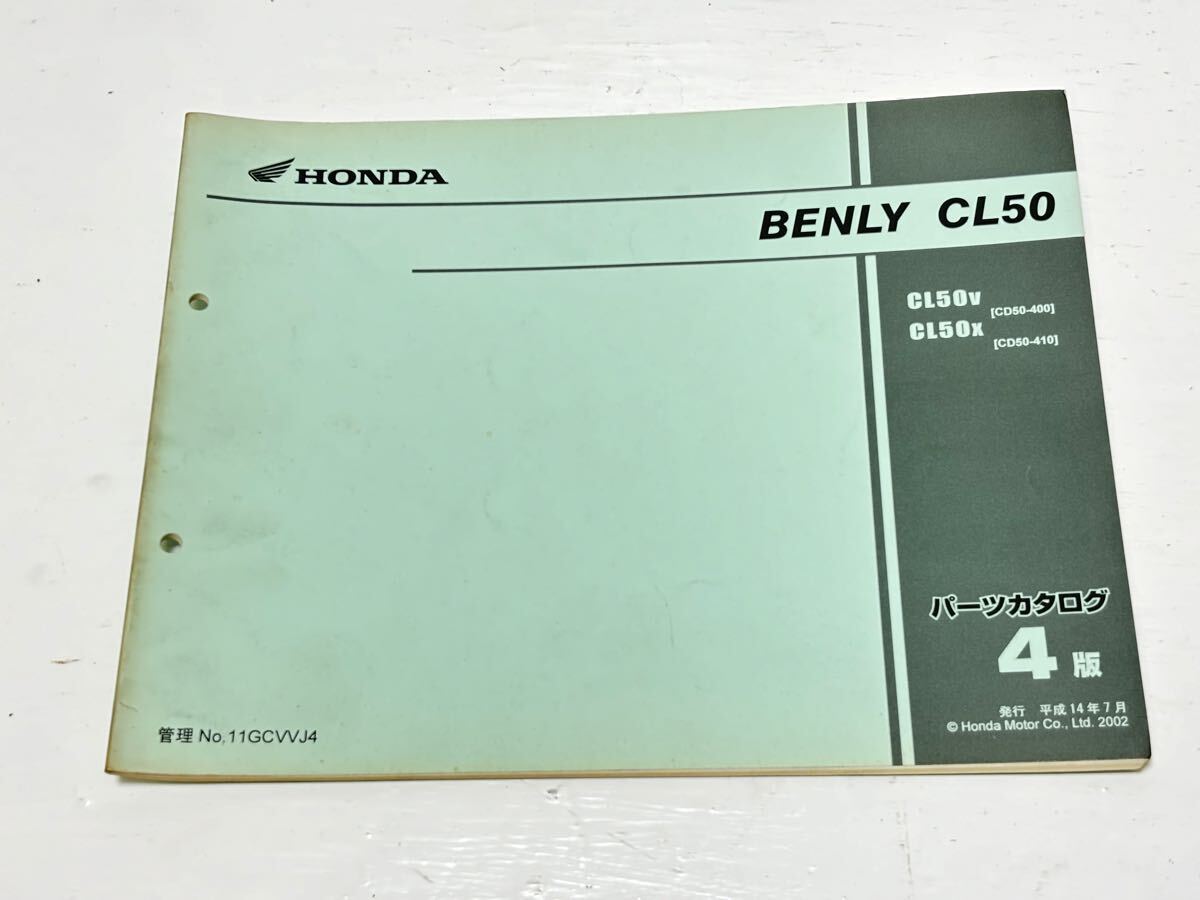 HONDA
BENLY CL50
CL50V [CD50-400]
CL50X [CD50-410]
パーツカタログ
4版
発行 平成14年7月
© Honda Motor Co., Ltd. 2002
管理 No,11GCVVJ4